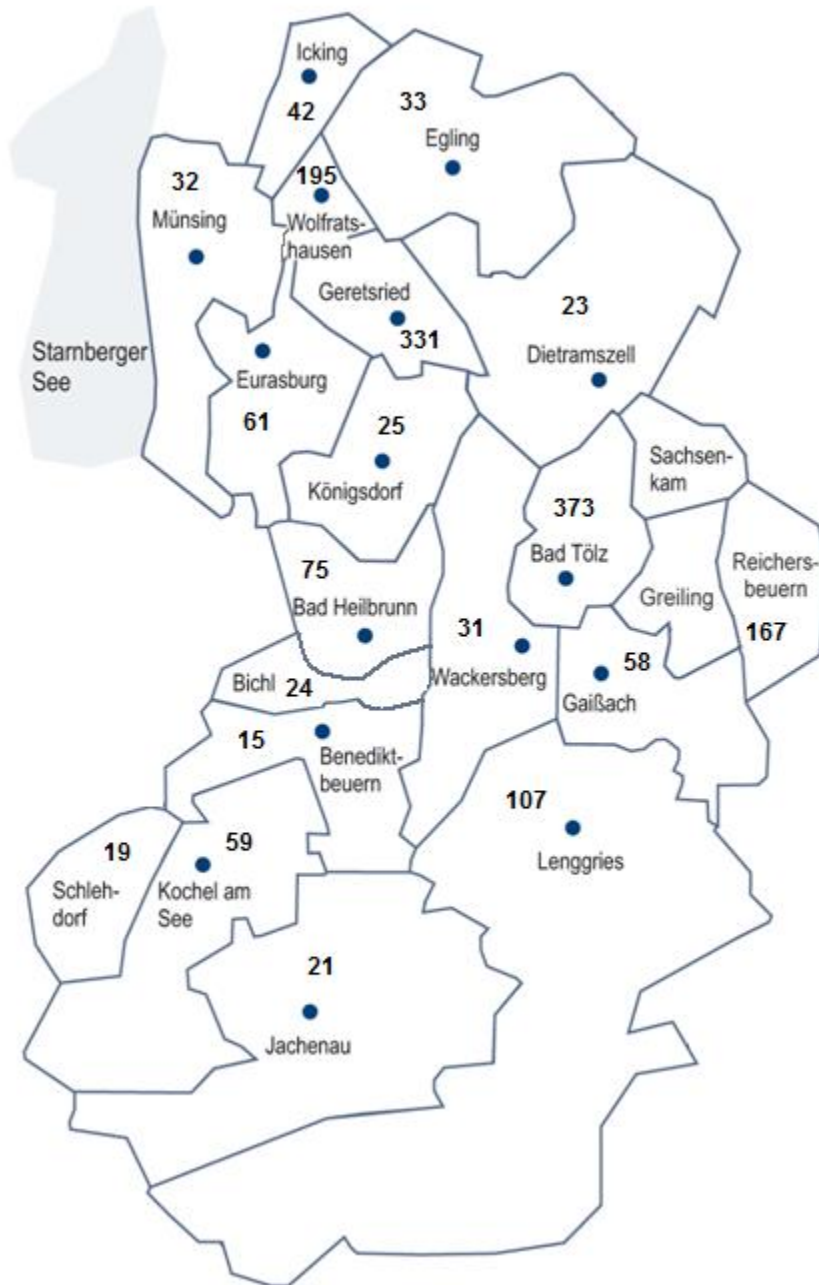 Icking
42
33
Egling
32
Münsing
195
Wolfrats-
hausen
Geretsried
331
23
Dietramszell
Starnberger
See
Eurasburg
61
25
Königsdorf
Sachsen-
kam
373
Bad Tölz
Reichers-
beuern
167
Greiling
75
Bad Heilbrunn
31
Wackersberg
58
Gaißach
Bichl
24
15
Benedikt-
beuern
107
Lenggries
19
Schleh-
dorf
59
Kochel am
See
21
Jachenau